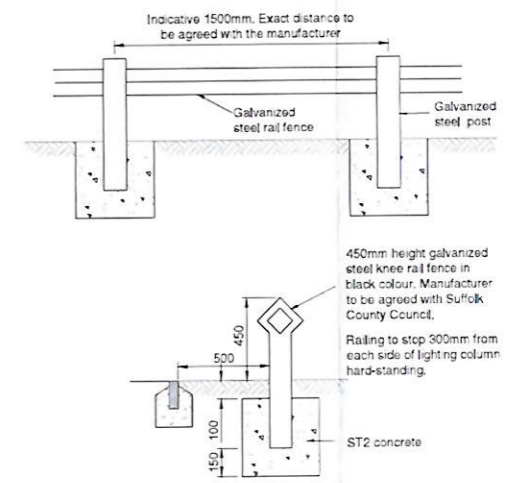 Indicative 1500mm. Exact distance to
be agreed with the manufacturer
Galvanized
steel rail fence
Galvanized
steel post
450mm height galvanized
steel knee rail fence in
black colour. Manufacturer
to be agreed with Suffolk
County Council.
Railing to stop 300mm from
each side of lighting column
hard-standing.
450
500
100
150
ST2 concrete